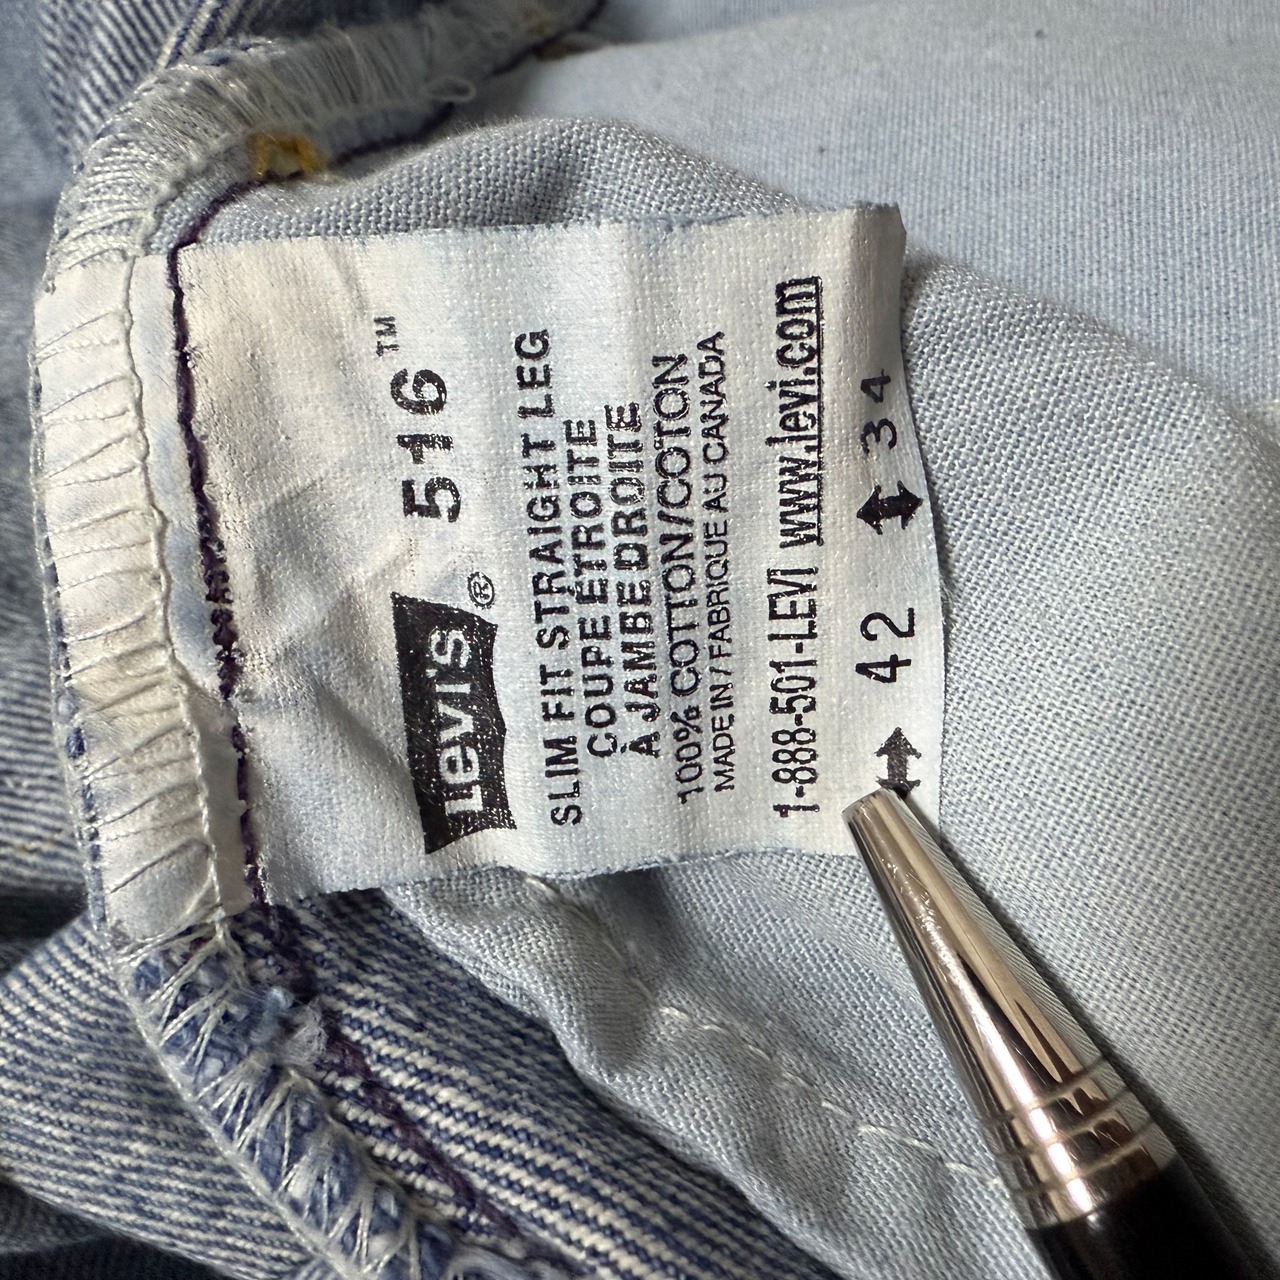 Levi's ® 516™
SLIM FIT STRAIGHT LEG
COUPE ÉTROITE
À JAMBE DROITE
100% COTTON/COTON
MADE IN / FABRIQUE AU CANADA
1-888-501-LEVI www.levi.com
↔ 42 ↕ 34